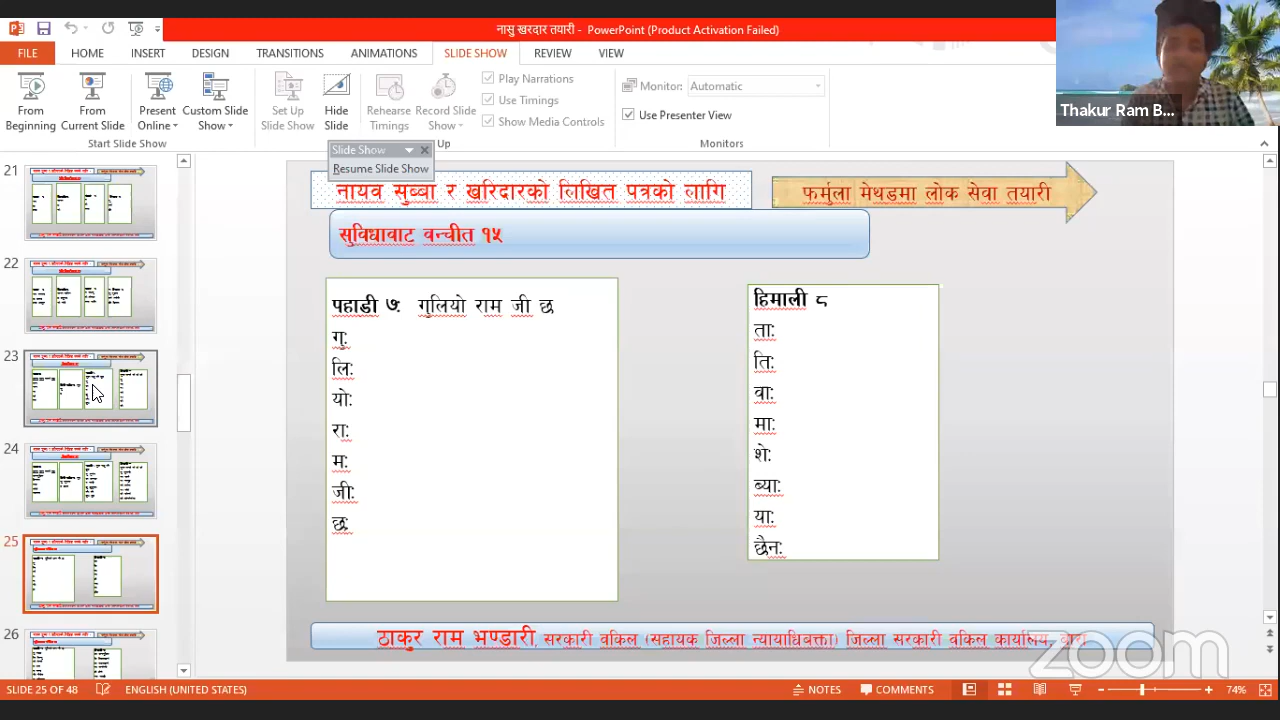 नासु खरदार तयारी - PowerPoint (Product Activation Failed)
FILE HOME INSERT DESIGN TRANSITIONS ANIMATIONS SLIDE SHOW REVIEW VIEW
From Beginning
From Current Slide
Present Online
Custom Slide Show
Set Up Slide Show
Hide Slide
Rehearse Timings
Record Slide Show
Play Narrations
Use Timings
Show Media Controls
Monitor: Automatic
Use Presenter View
Start Slide Show
Up
Monitors
Thakur Ram B...
Slide Show
Resume Slide Show
नायव सुब्बा र खरिदारको लिखित पत्रको लागि
फर्मुला मेथडमा लोक सेवा तयारी
सुविधावाट वन्चीत १५
पहाडी ७: गुलियो राम जी छ
गु:
लि:
यो:
रा:
म:
जी:
छ:
हिमाली ८
ता:
ति:
वा:
मा:
शे:
ब्या:
या:
छैन:
ठाकुर राम भण्डारी, सरकारी वकिल (सहायक जिल्ला न्यायाधिबक्ता) जिल्ला सरकारी वकिल कार्यालय, बारा
zoom
21
22
23
24
25
26
SLIDE 25 OF 48
ENGLISH (UNITED STATES)
NOTES
COMMENTS
74%